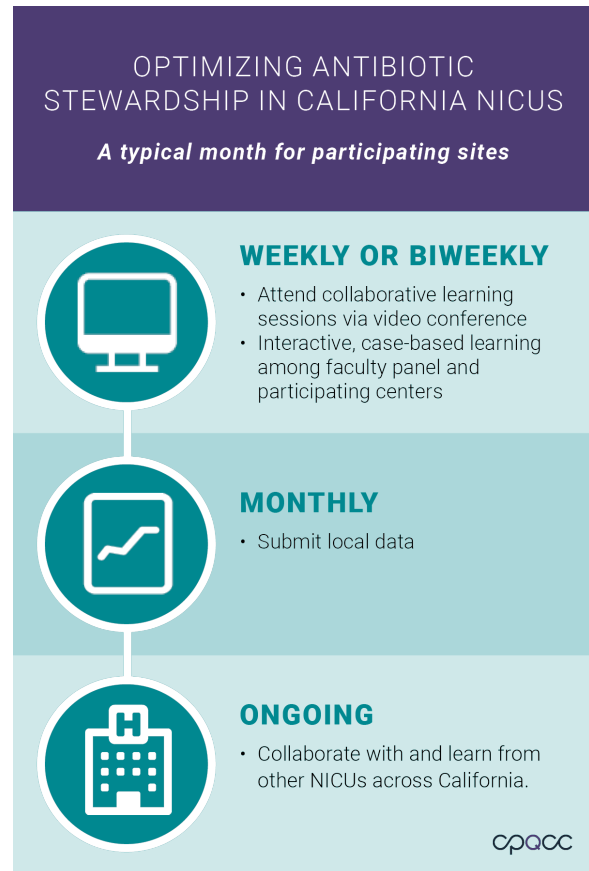 OPTIMIZING ANTIBIOTIC
STEWARDSHIP IN CALIFORNIA NICUS
A typical month for participating sites
WEEKLY OR BIWEEKLY
• Attend collaborative learning
sessions via video conference
• Interactive, case-based learning
among faculty panel and
participating centers
MONTHLY
• Submit local data
ONGOING
• Collaborate with and learn from
other NICUs across California.
H
cpqcc